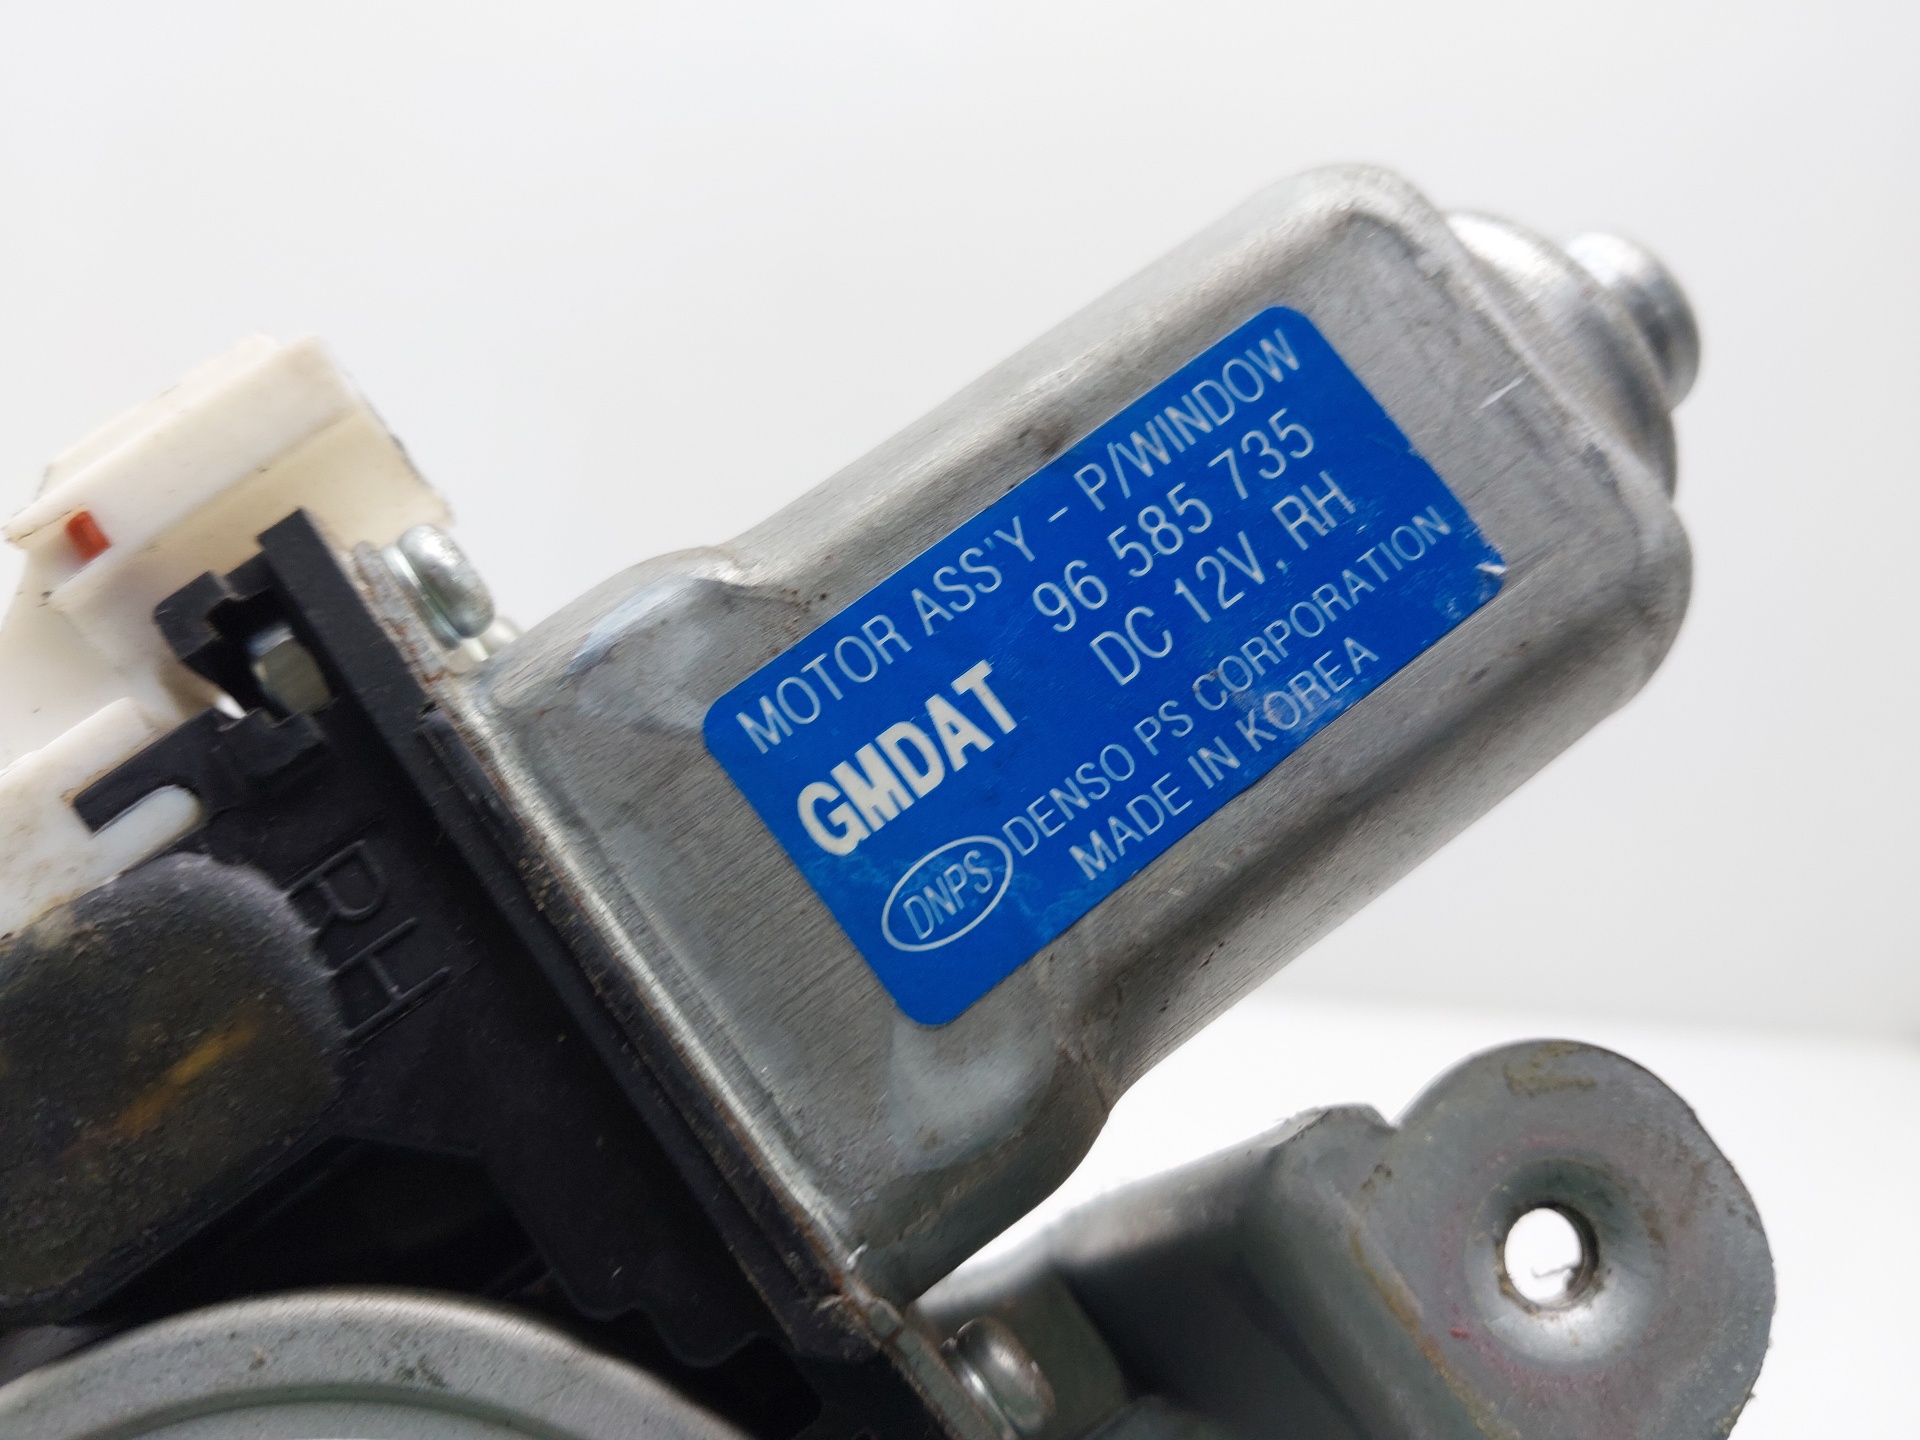 MOTOR ASS'Y - P/WINDOW
96 585 735
GMDAT DC 12V, RH
DNPS DENSO PS CORPORATION
MADE IN KOREA
RH